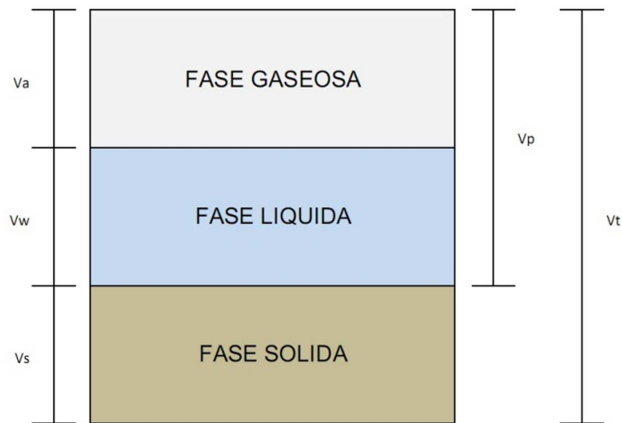 Va
FASE GASEOSA
Vp
Vw
FASE LIQUIDA
Vt
Vs
FASE SOLIDA